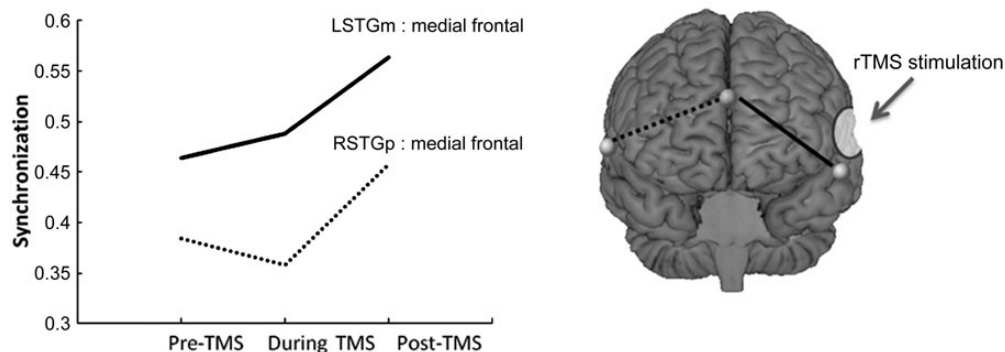 0.6
0.55
0.5
0.45
0.4
0.35
0.3
Synchronization
LSTGm : medial frontal
RSTGp : medial frontal
Pre-TMS During TMS Post-TMS
rTMS stimulation